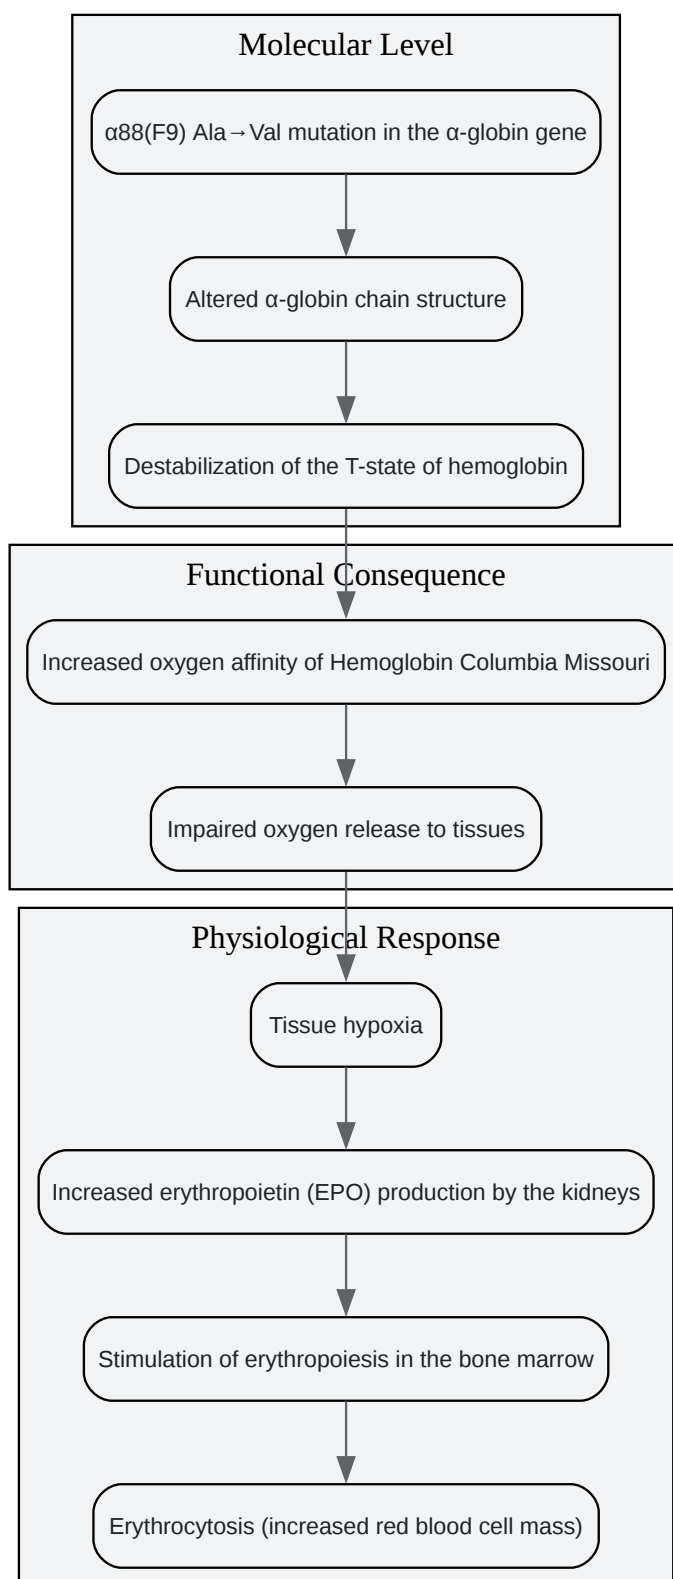 Molecular Level
α88(F9) Ala→Val mutation in the α-globin gene
Altered α-globin chain structure
Destabilization of the T-state of hemoglobin
Functional Consequence
Increased oxygen affinity of Hemoglobin Columbia Missouri
Impaired oxygen release to tissues
Physiological Response
Tissue hypoxia
Increased erythropoietin (EPO) production by the kidneys
Stimulation of erythropoiesis in the bone marrow
Erythrocytosis (increased red blood cell mass)